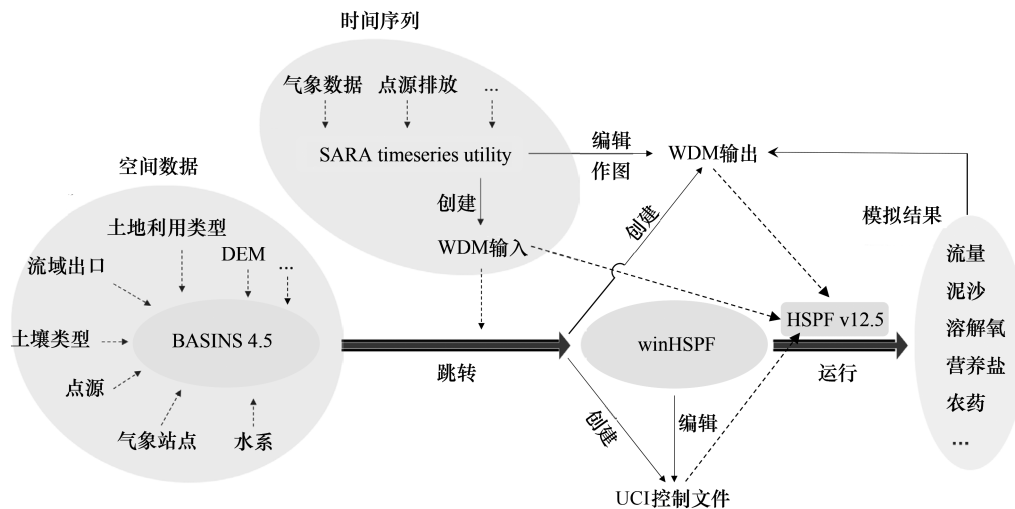 时间序列
气象数据 点源排放 ...
SARA timeseries utility
编辑
作图
WDM输出
创建
WDM输入
空间数据
土地利用类型
DEM
...
流域出口
土壤类型
BASINS 4.5
点源
气象站点
水系
跳转
创建
创建
winHSPF
编辑
UCI控制文件
HSPF v12.5
运行
模拟结果
流量
泥沙
溶解氧
营养盐
农药
...